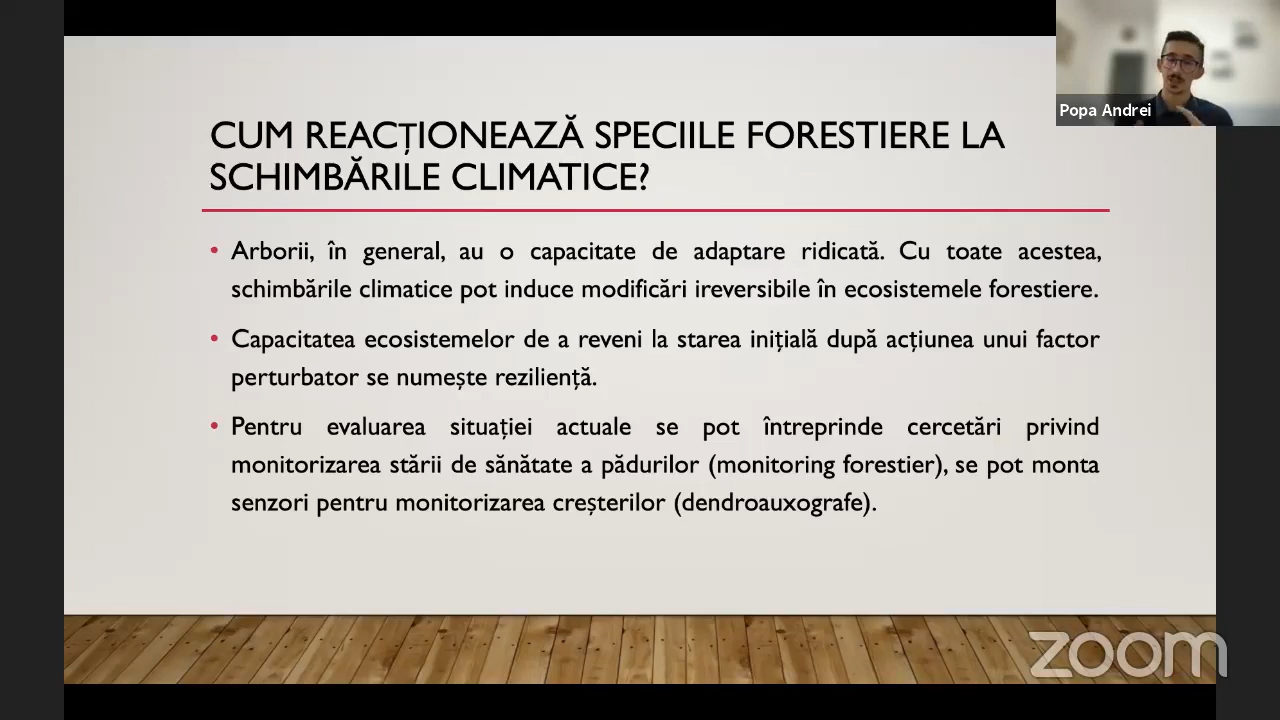 Popa Andrei
CUM REACȚIONEAZĂ SPECIILE FORESTIERE LA
SCHIMBĂRILE CLIMATICE?
• Arborii, în general, au o capacitate de adaptare ridicată. Cu toate acestea,
schimbările climatice pot induce modificări ireversibile în ecosistemele forestiere.
• Capacitatea ecosistemelor de a reveni la starea inițială după acțiunea unui factor
perturbator se numește reziliență.
• Pentru evaluarea situației actuale se pot întreprinde cercetări privind
monitorizarea stării de sănătate a pădurilor (monitoring forestier), se pot monta
senzori pentru monitorizarea creșterilor (dendroauxografe).
zoom